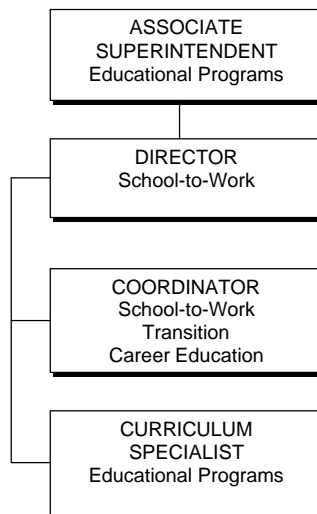 ASSOCIATE
SUPERINTENDENT
Educational Programs
DIRECTOR
School-to-Work
COORDINATOR
School-to-Work
Transition
Career Education
CURRICULUM
SPECIALIST
Educational Programs